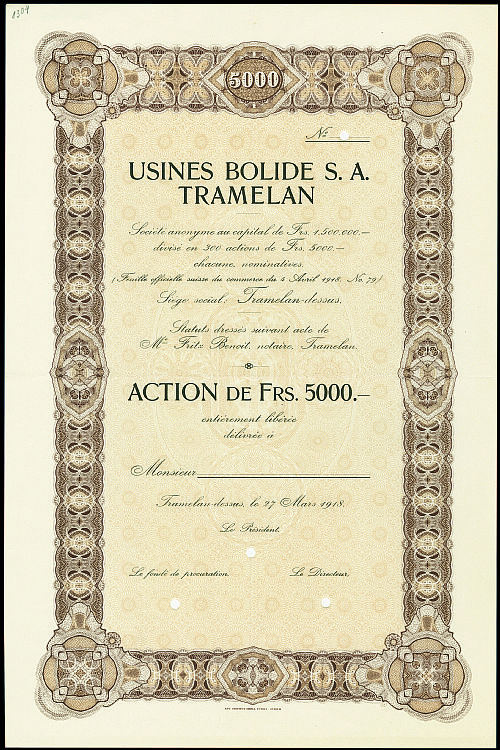 1304
5000
No
USINES BOLIDE S. A.
TRAMELAN
Société anonyme au capital de Frs. 1.500.000.—
divisé en 300 actions de Frs. 5000.—
chacune, nominatives.
(Feuille officielle suisse du commerce du 4 Avril 1918. No. 79)
Siège social: Tramelan-dessus.
Statuts dressés suivant acte de
Me Fritz Benoit, notaire, Tramelan.
ACTION DE FRS. 5000.—
entièrement libérée
délivrée à
Monsieur
Tramelan-dessus, le 27 Mars 1918.
Le Président.
Le fondé de procuration.
Le Directeur.